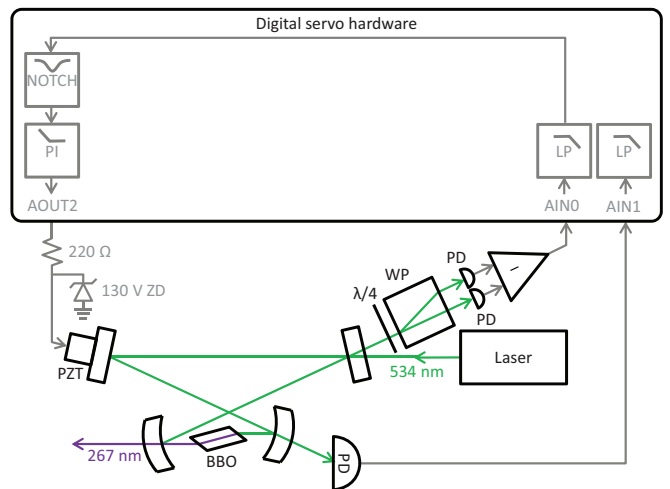 Digital servo hardware
NOTCH
PI
LP
LP
AOUT2
AIN0
AIN1
220 Ω
130 V ZD
WP
PD
λ/4
PD
–
PZT
Laser
534 nm
267 nm
BBO
PD